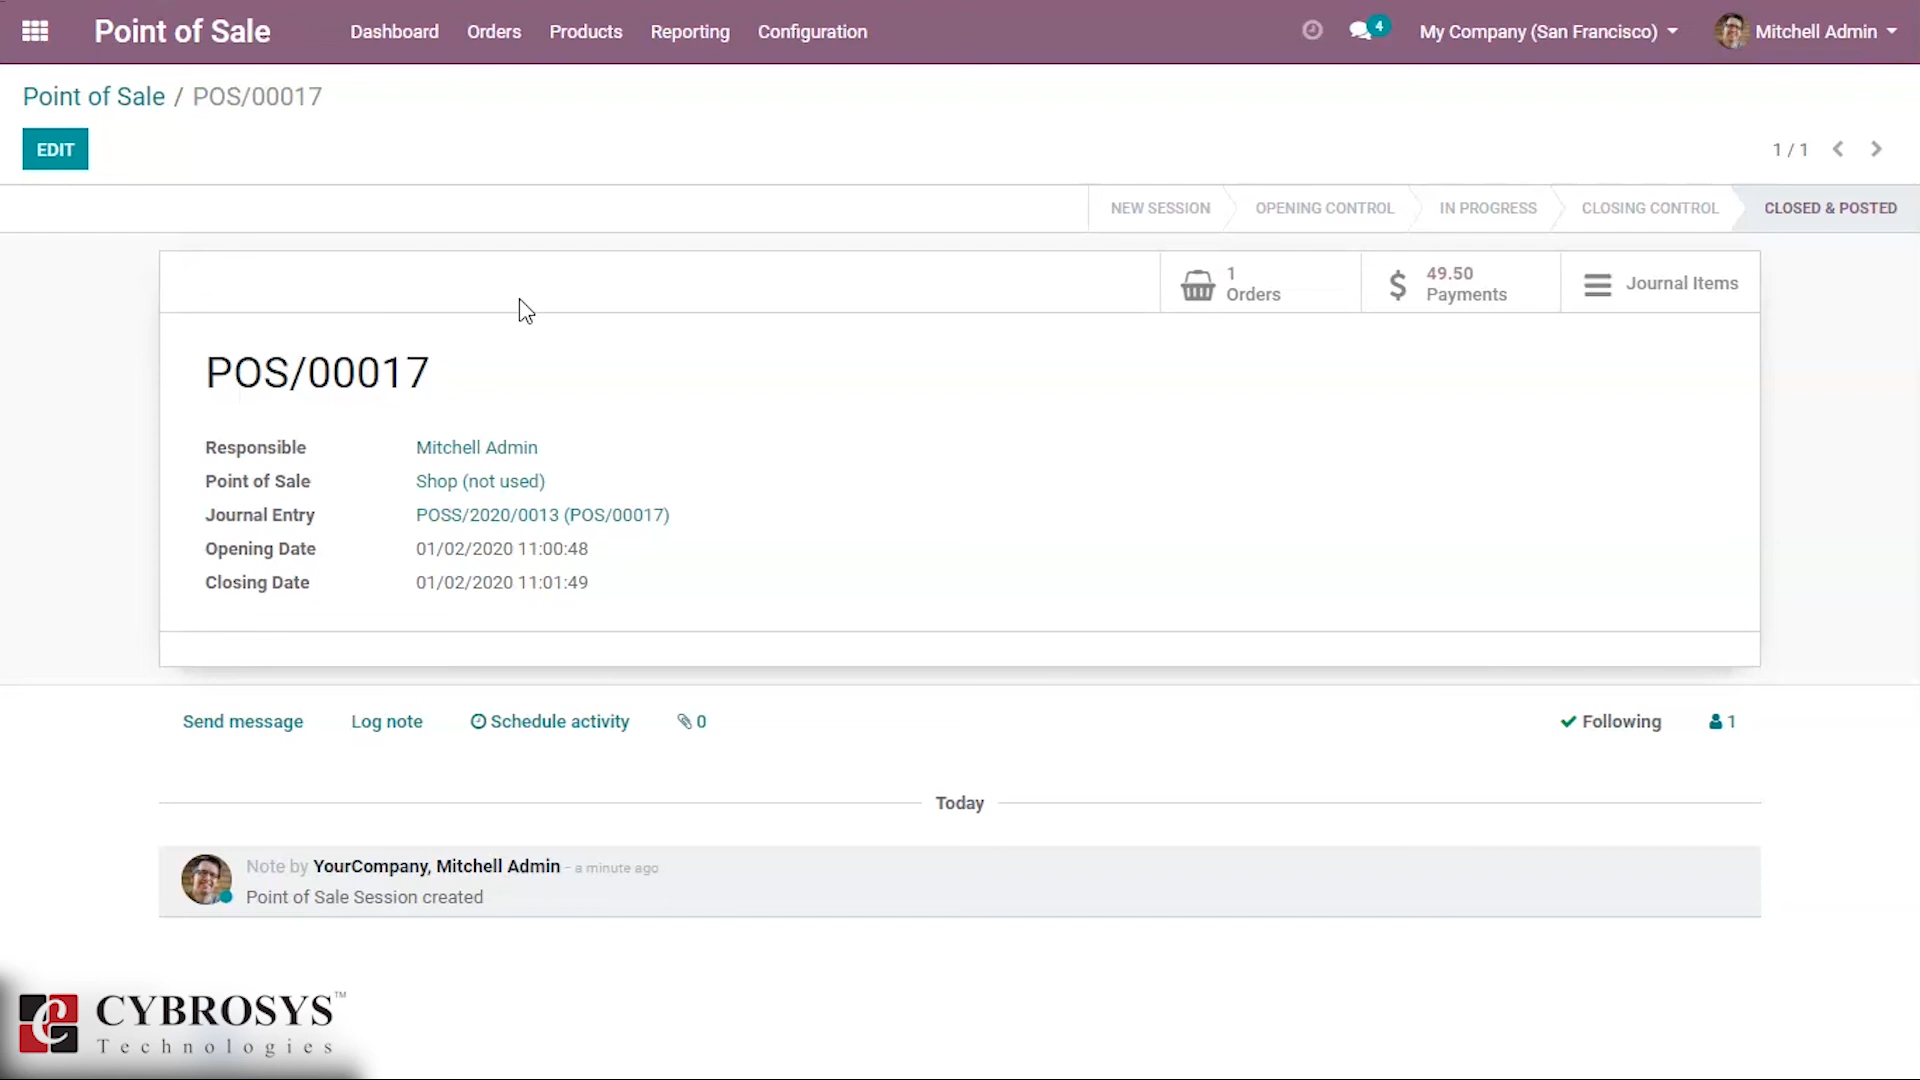 Point of Sale Dashboard Orders Products Reporting Configuration 4 My Company (San Francisco) Mitchell Admin
Point of Sale / POS/00017
EDIT 1 / 1
NEW SESSION OPENING CONTROL IN PROGRESS CLOSING CONTROL CLOSED & POSTED
1 Orders
49.50 Payments
Journal Items
POS/00017
Responsible Mitchell Admin
Point of Sale Shop (not used)
Journal Entry POSS/2020/0013 (POS/00017)
Opening Date 01/02/2020 11:00:48
Closing Date 01/02/2020 11:01:49
Send message Log note Schedule activity 0 Following 1
Today
Note by YourCompany, Mitchell Admin - a minute ago
Point of Sale Session created
CYBROSYS™
Technologies